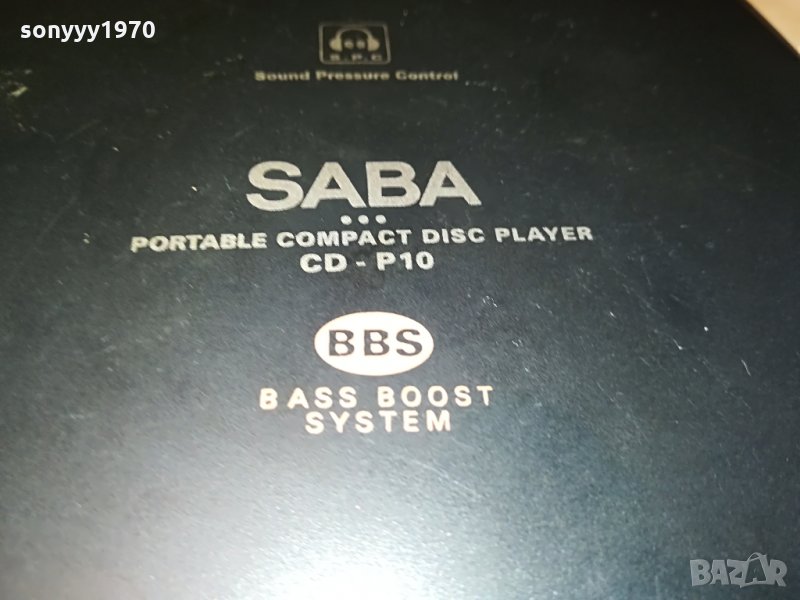 sonyyy1970
S.P.C
Sound Pressure Control
SABA
PORTABLE COMPACT DISC PLAYER
CD - P10
BBS
BASS BOOST
SYSTEM
BAZAR